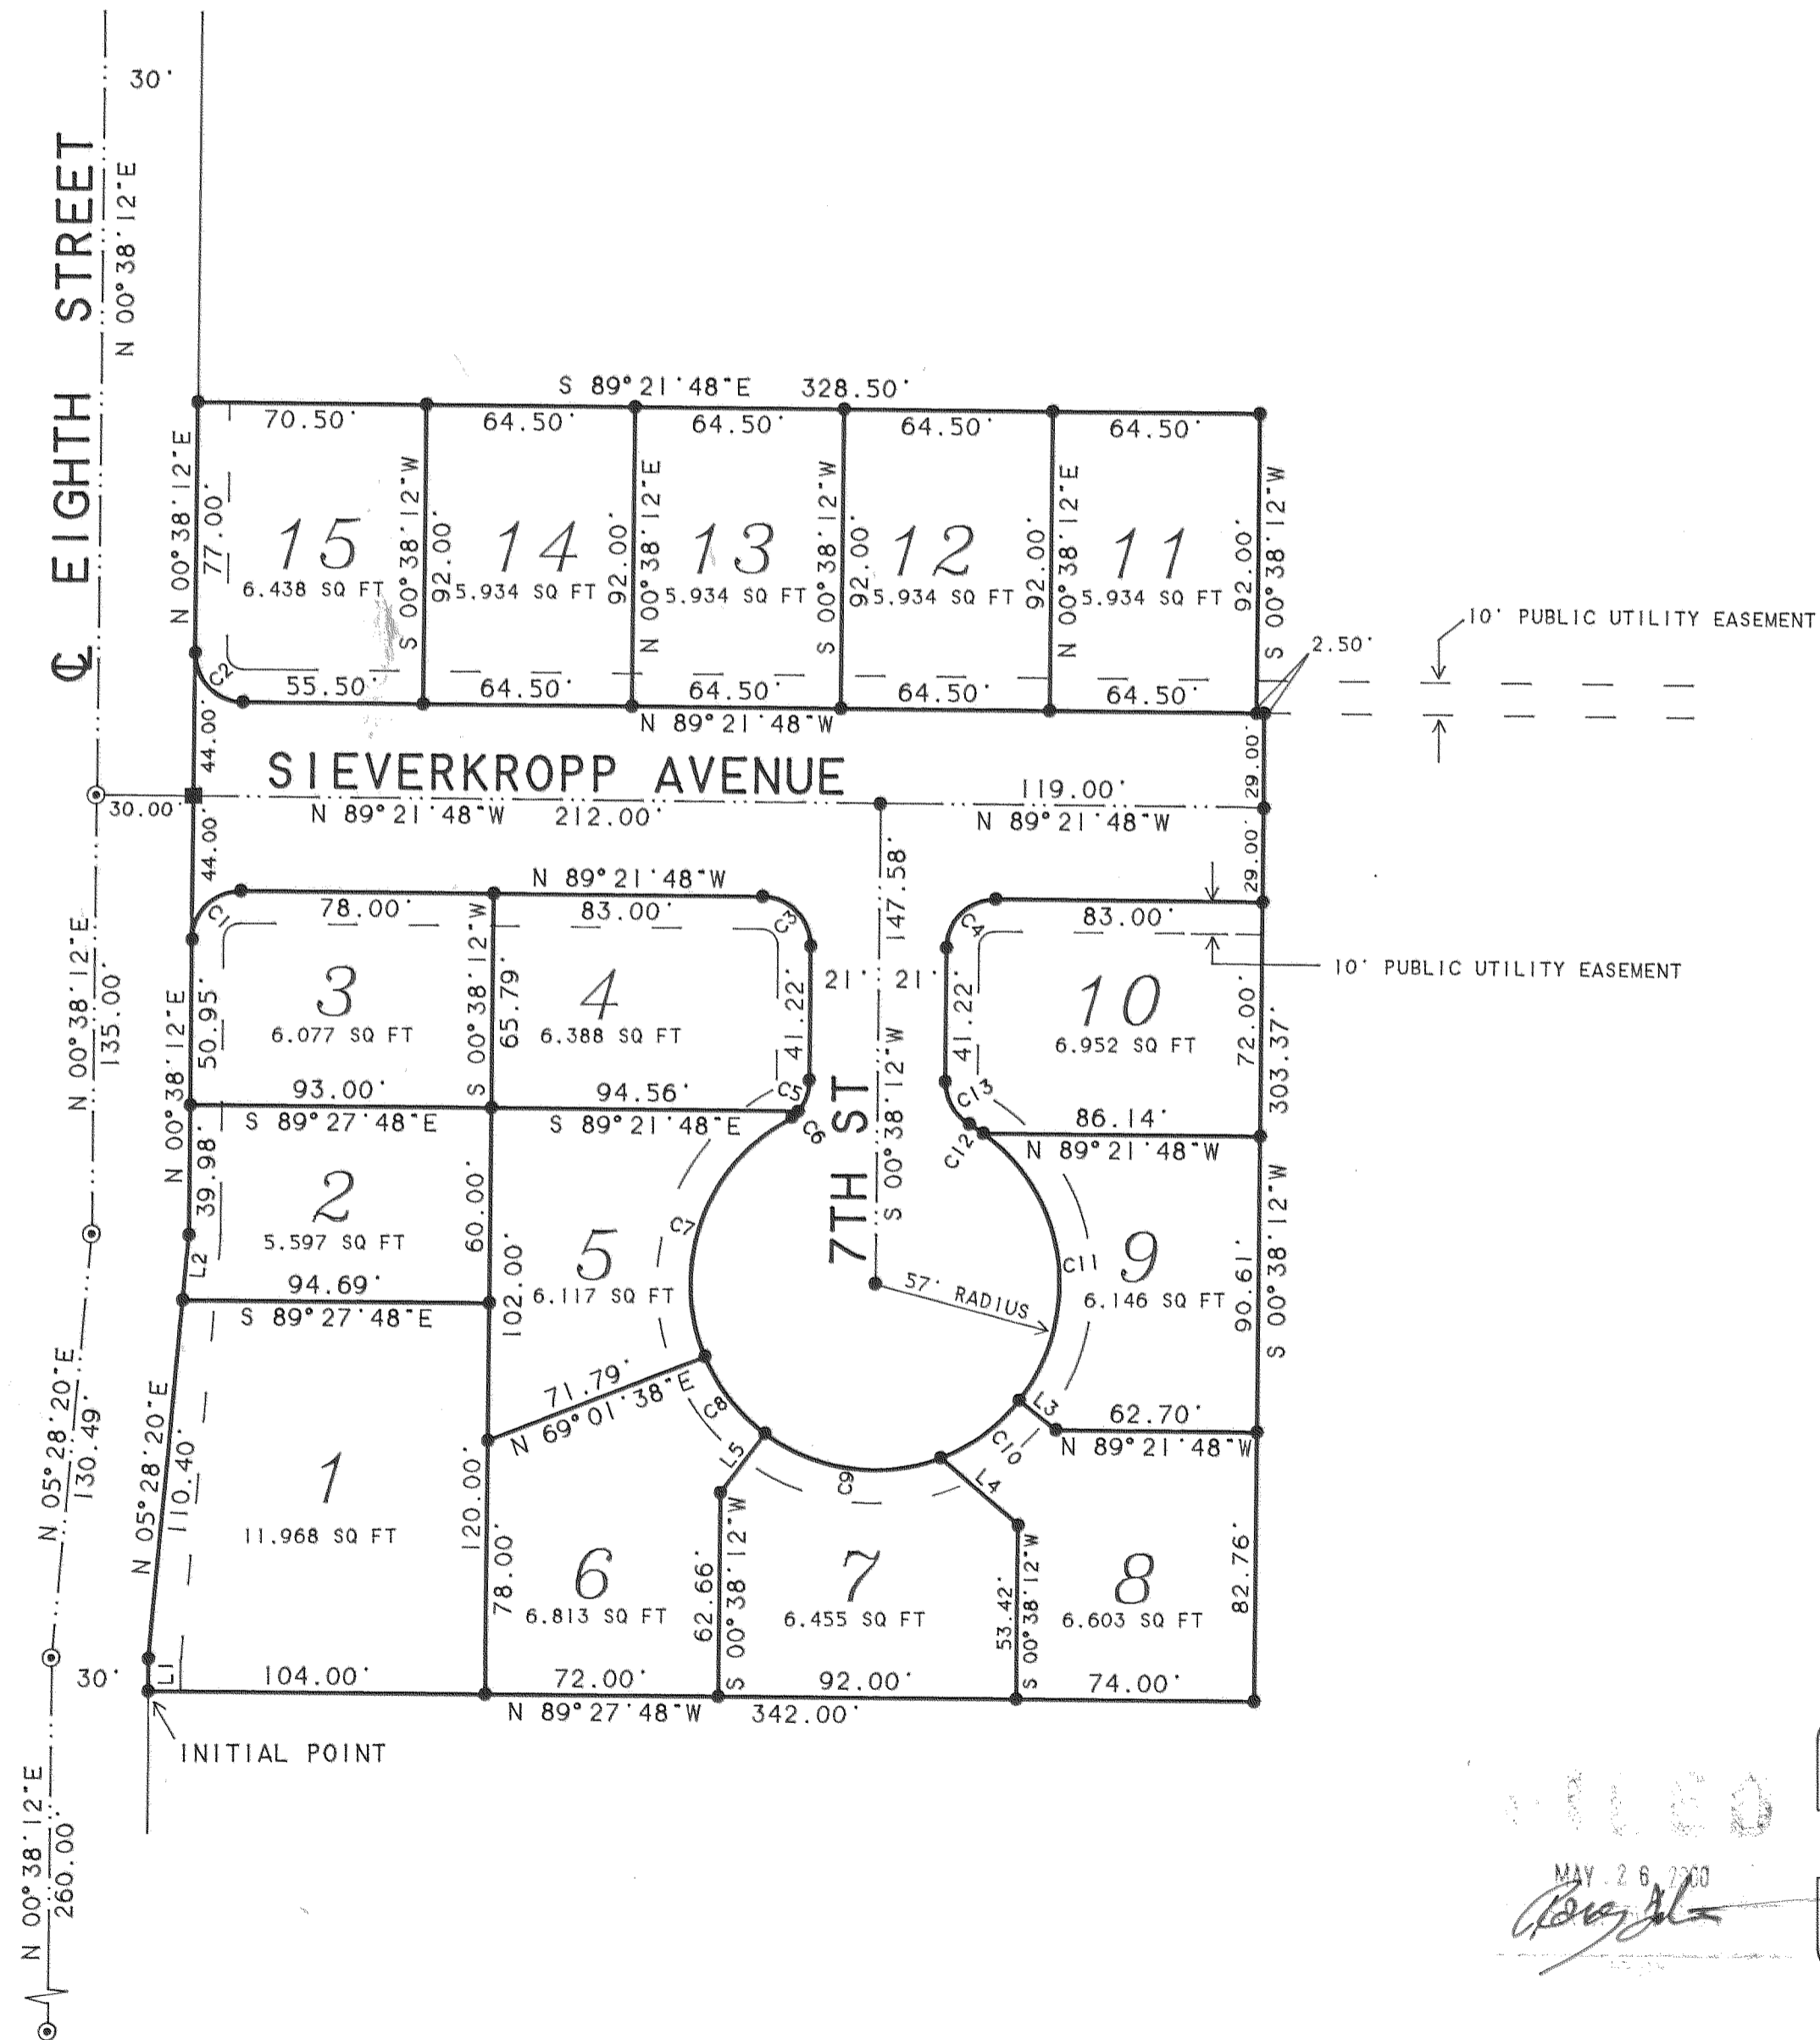 30'
℄ EIGHTH STREET
N 00°38'12"E
S 89°21'48"E 328.50'
70.50'
64.50'
64.50'
64.50'
64.50'
N 00°38'12"E
77.00'
15
6.438 SQ FT
S 00°38'12"W
92.00'
14
5.934 SQ FT
92.00'
N 00°38'12"E
13
5.934 SQ FT
S 00°38'12"W
92.00'
12
5.934 SQ FT
92.00'
N 00°38'12"E
11
5.934 SQ FT
92.00'
S 00°38'12"W
10' PUBLIC UTILITY EASEMENT
2.50'
C2
55.50'
64.50'
64.50'
64.50'
64.50'
N 89°21'48"W
44.00'
SIEVERKROPP AVENUE
119.00'
29.00'
30.00'
N 89°21'48"W 212.00'
N 89°21'48"W
44.00'
29.00'
N 89°21'48"W
147.58'
C1
78.00'
83.00'
C3
C4
83.00'
10' PUBLIC UTILITY EASEMENT
N 00°38'12"E
135.00'
N 00°38'12"E
50.95'
3
6.077 SQ FT
S 00°38'12"W
65.79'
4
6.388 SQ FT
41.22'
21'
21'
S 00°38'12"W
41.22'
10
6.952 SQ FT
72.00'
303.37'
93.00'
S 89°27'48"E
94.56'
S 89°21'48"E
C5
C6
7TH ST
C13
C12
86.14'
N 89°21'48"W
39.98'
2
5.597 SQ FT
L2
94.69'
S 89°27'48"E
60.00'
102.00'
5
6.117 SQ FT
C7
57' RADIUS
C11
9
6.146 SQ FT
90.61'
S 00°38'12"W
N 05°28'20"E
130.49'
N 05°28'20"E
110.40'
71.79'
N 69°01'38"E
C8
L5
C9
C10
L3
L4
62.70'
N 89°21'48"W
1
11.968 SQ FT
120.00'
78.00'
6
6.813 SQ FT
62.66'
S 00°38'12"W
7
6.455 SQ FT
53.42'
S 00°38'12"W
8
6.603 SQ FT
82.76'
30'
L1
104.00'
72.00'
92.00'
74.00'
N 89°27'48"W 342.00'
INITIAL POINT
N 00°38'12"E
260.00'
MAY 26 2000